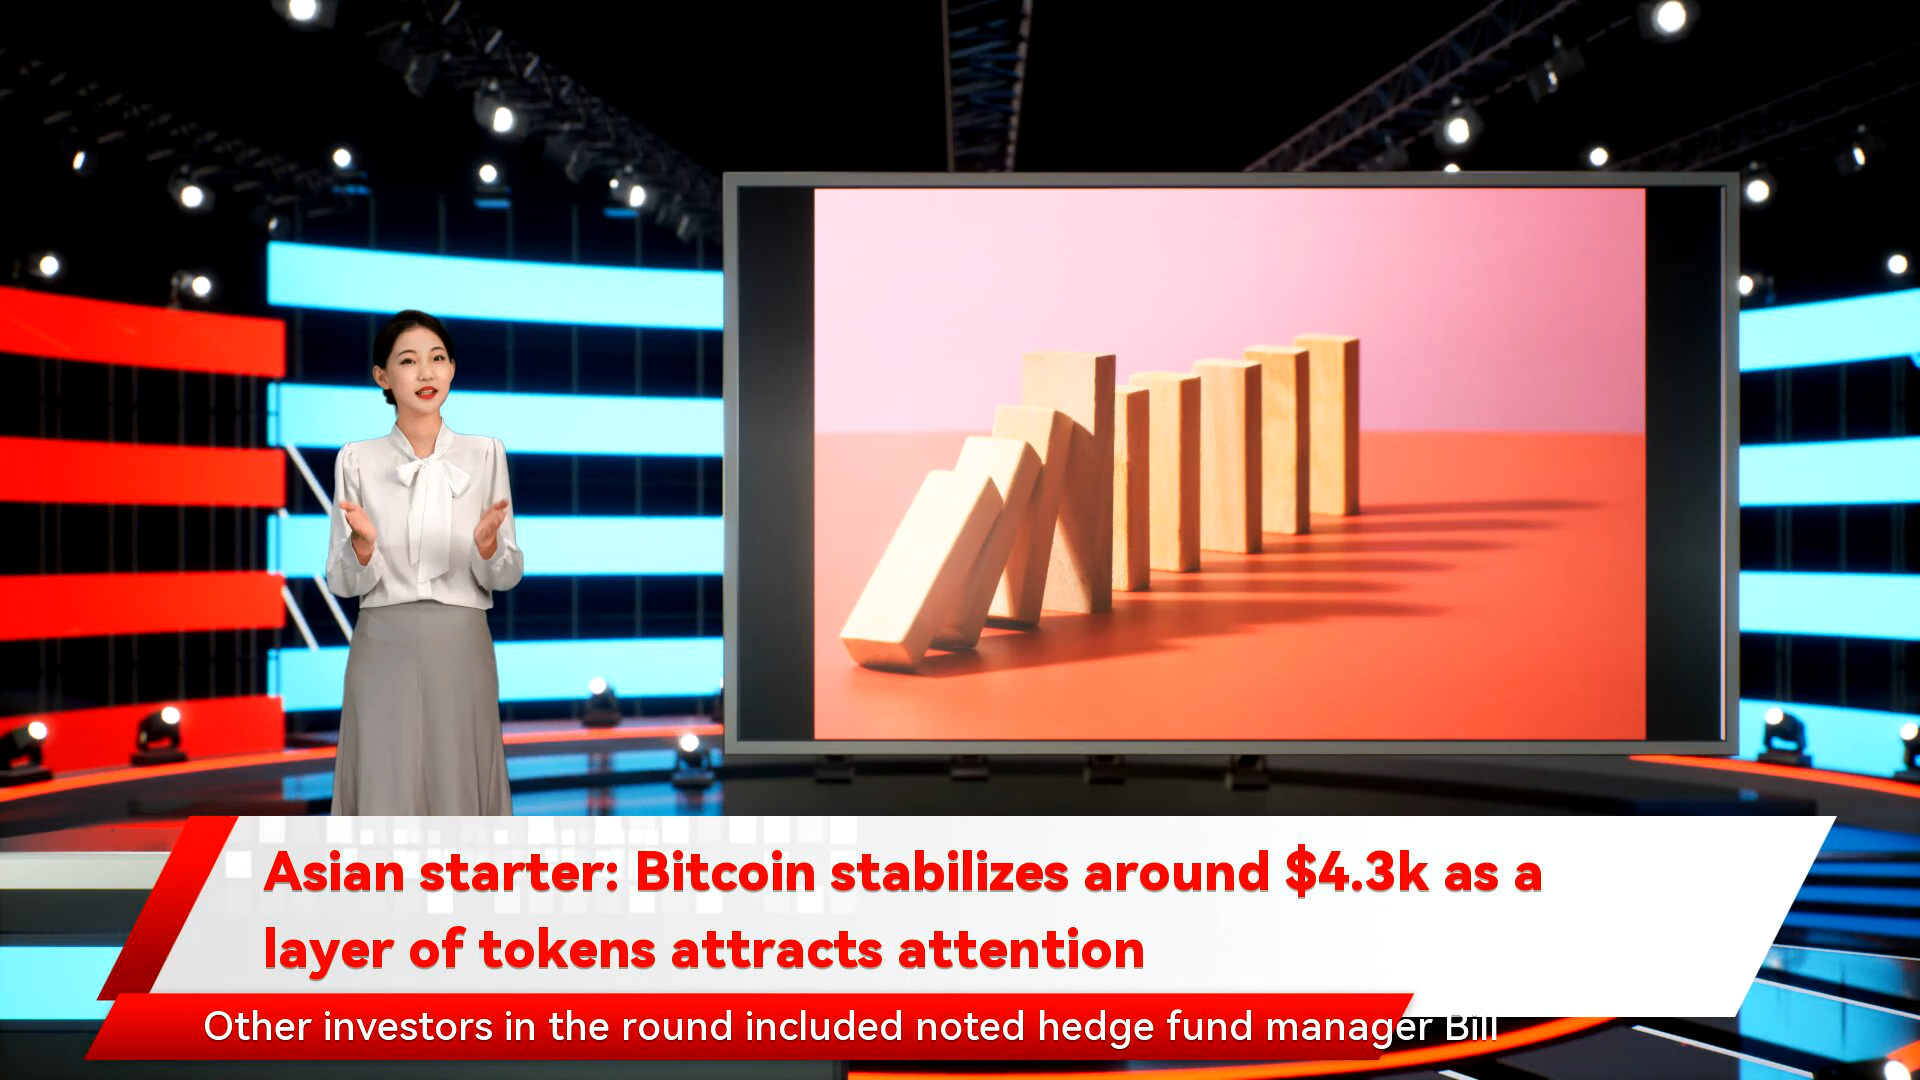 Asian starter: Bitcoin stabilizes around $4.3k as a
layer of tokens attracts attention
Other investors in the round included noted hedge fund manager Bill